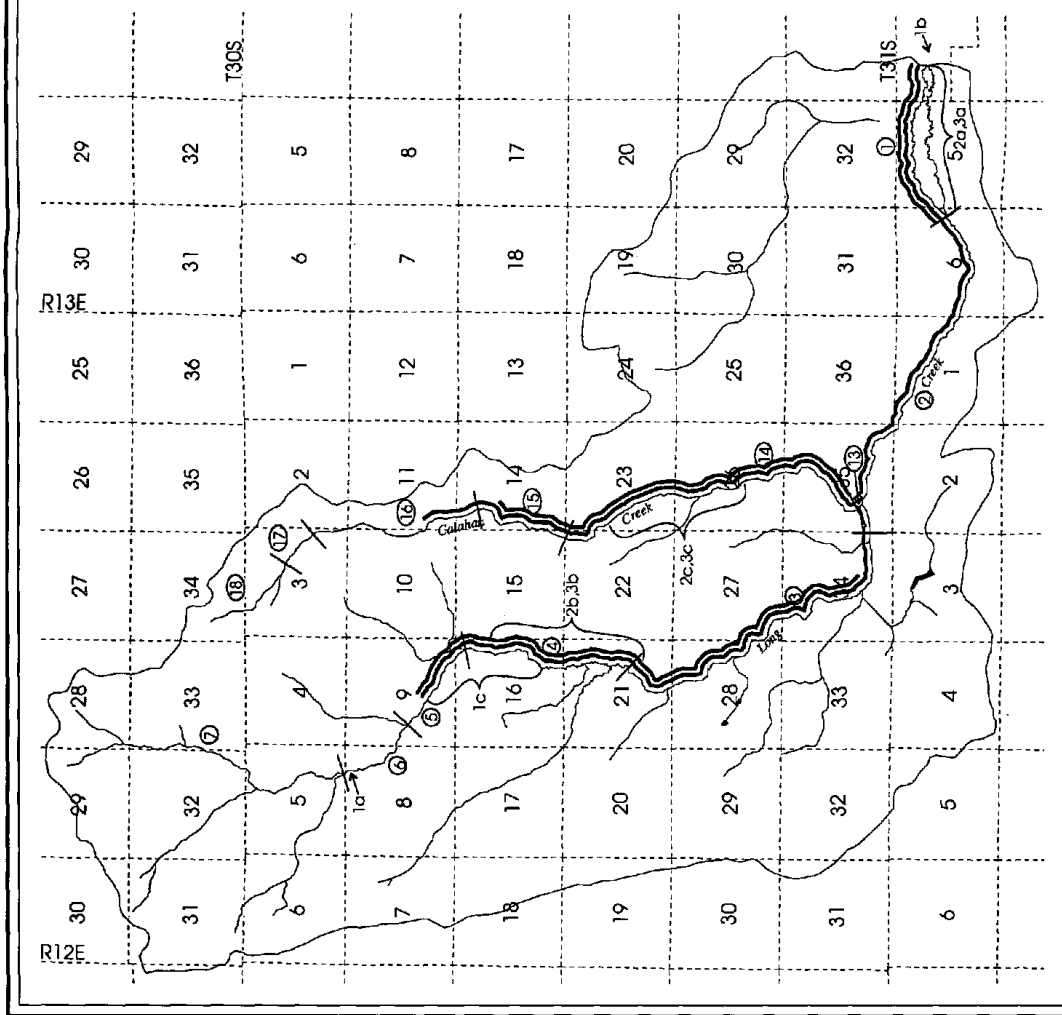 T30S T31S 1b
29 32 5 8 17 20 29 32 1 5 2a,3a
30 31 6 7 18 19 30 31 6
R13E
25 36 1 12 13 24 25 36 Creek 1
2
26 35 2 11 14 23 14 13 2
16 15 Galahan Creek 35
17
27 34 3 10 15 22 27 34 3
18 2b,3b 2c,3c 3
28 33 4 9 16 21 28 33 4
4 Long
1c
7 5
6
29 32 5 8 17 20 29 32 5
1a
30 31 6 7 18 19 30 31 6
R12E